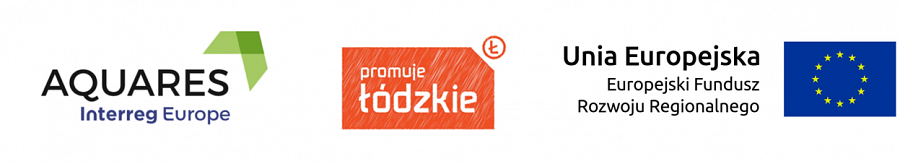 AQUARES
Interreg Europe
promuje
łódzkie
Ł
Unia Europejska
Europejski Fundusz
Rozwoju Regionalnego